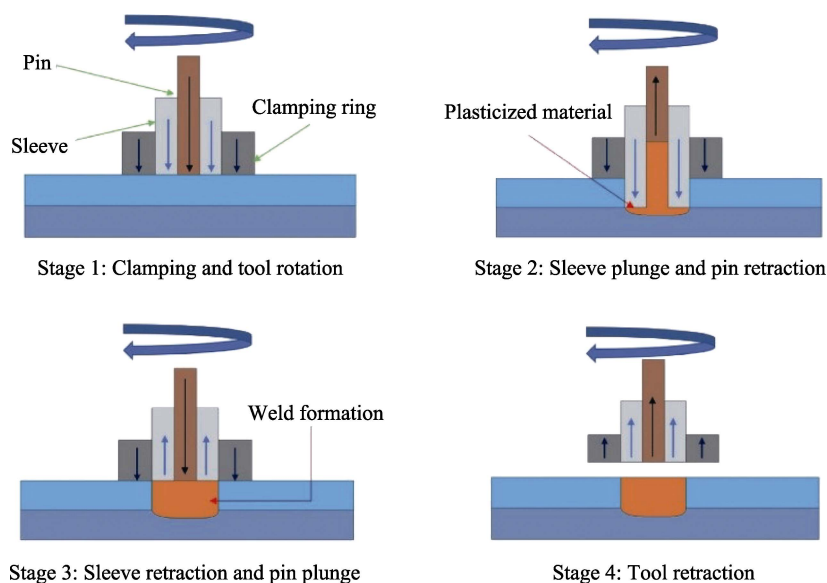 Pin
Clamping ring
Sleeve
Stage 1: Clamping and tool rotation
Plasticized material
Stage 2: Sleeve plunge and pin retraction
Weld formation
Stage 3: Sleeve retraction and pin plunge
Stage 4: Tool retraction